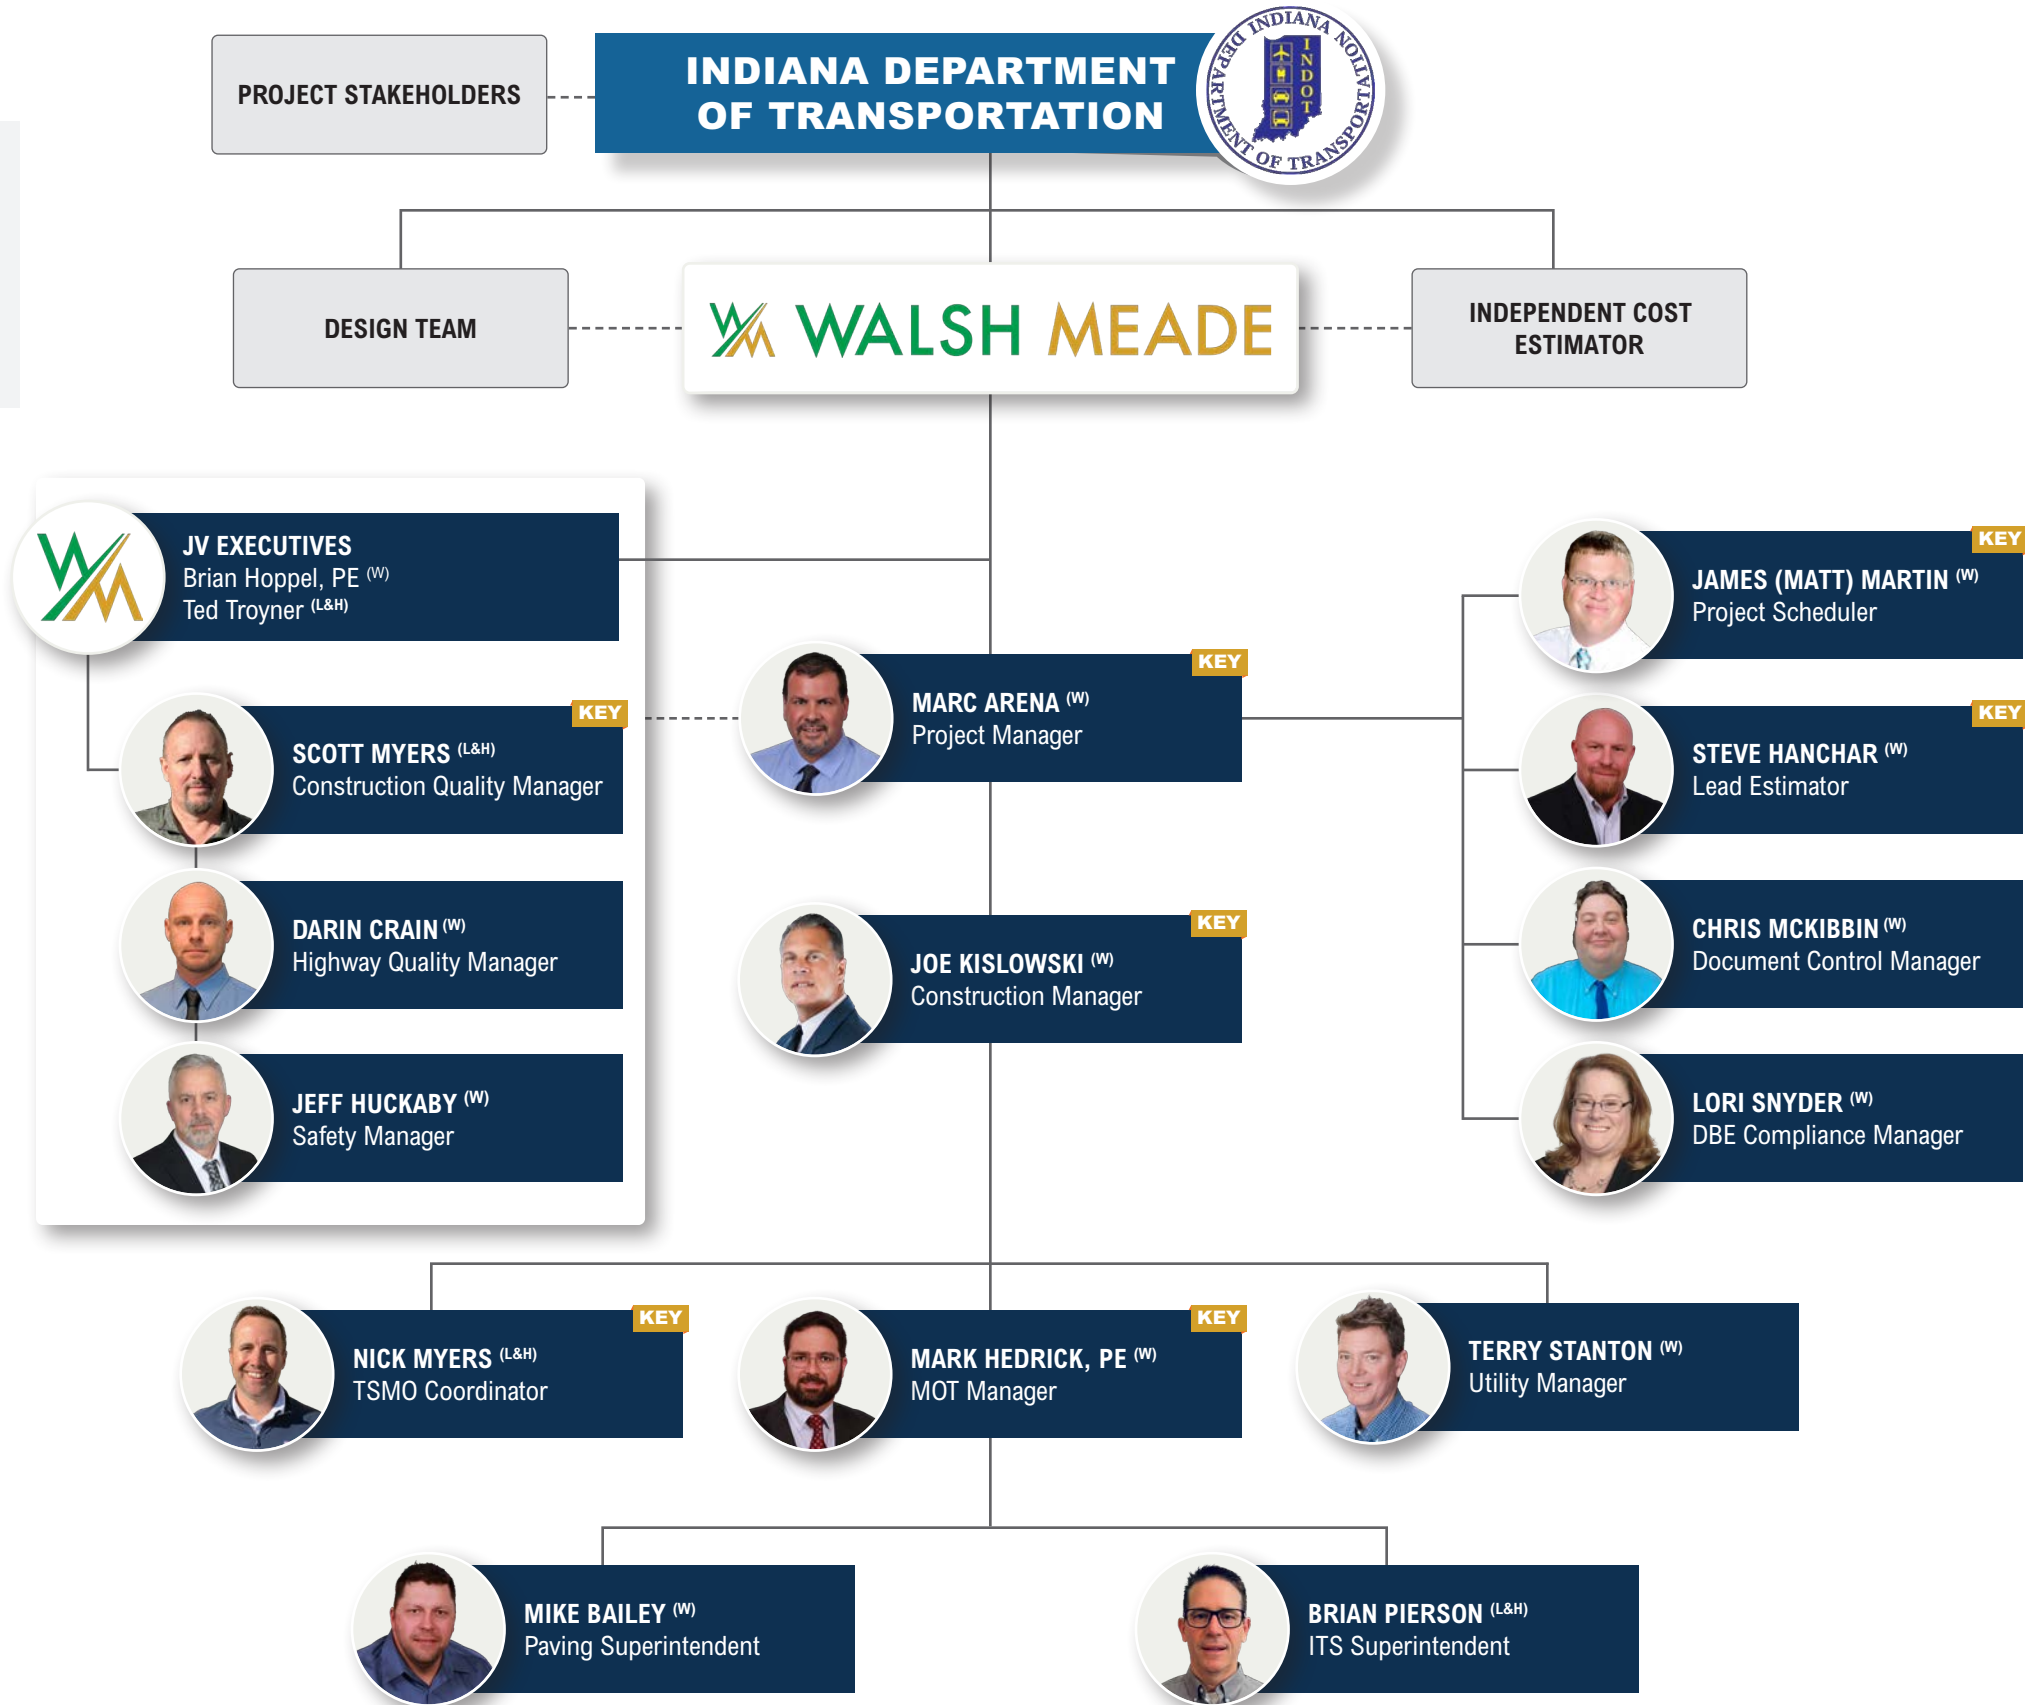 PROJECT STAKEHOLDERS
INDIANA DEPARTMENT
OF TRANSPORTATION
INDIANA DEPARTMENT OF TRANSPORTATION
INDOT
DESIGN TEAM
WM WALSH MEADE
INDEPENDENT COST
ESTIMATOR
WM
JV EXECUTIVES
Brian Hoppel, PE (W)
Ted Troyner (L&H)
KEY
SCOTT MYERS (L&H)
Construction Quality Manager
DARIN CRAIN (W)
Highway Quality Manager
JEFF HUCKABY (W)
Safety Manager
KEY
MARC ARENA (W)
Project Manager
KEY
JOE KISLOWSKI (W)
Construction Manager
KEY
JAMES (MATT) MARTIN (W)
Project Scheduler
KEY
STEVE HANCHAR (W)
Lead Estimator
CHRIS MCKIBBIN (W)
Document Control Manager
LORI SNYDER (W)
DBE Compliance Manager
KEY
NICK MYERS (L&H)
TSMO Coordinator
KEY
MARK HEDRICK, PE (W)
MOT Manager
TERRY STANTON (W)
Utility Manager
MIKE BAILEY (W)
Paving Superintendent
BRIAN PIERSON (L&H)
ITS Superintendent